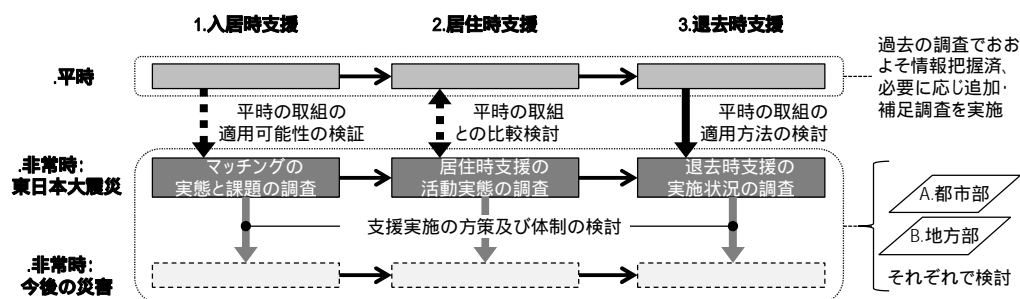 1.入居時支援
2.居住時支援
3.退去時支援
.平時
過去の調査でおお
よそ情報把握済、
必要に応じ追加・
補足調査を実施
平時の取組の
適用可能性の検証
平時の取組
との比較検討
平時の取組の
適用方法の検討
.非常時:
東日本大震災
マッチングの
実態と課題の調査
居住時支援の
活動実態の調査
退去時支援の
実施状況の調査
支援実施の方策及び体制の検討
A.都市部
B.地方部
それぞれで検討
.非常時:
今後の災害